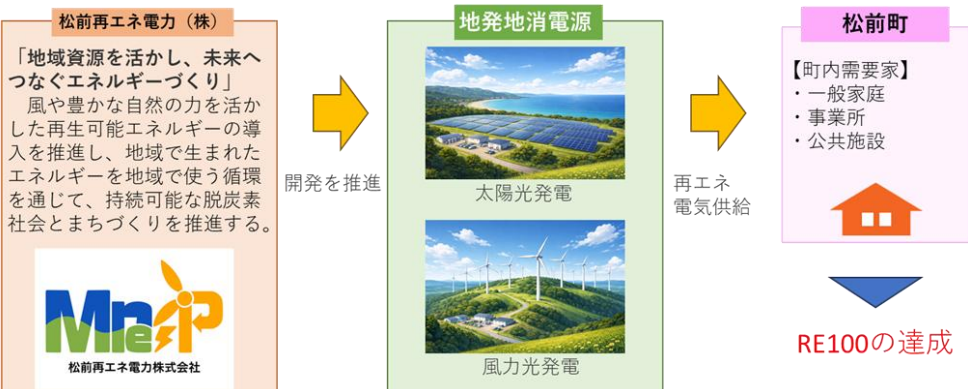 松前再エネ電力（株）
「地域資源を活かし、未来へ
つなぐエネルギーづくり」
　風や豊かな自然の力を活か
した再生可能エネルギーの導
入を推進し、地域で生まれた
エネルギーを地域で使う循環
を通じて、持続可能な脱炭素
社会とまちづくりを推進する。
MneP
松前再エネ電力株式会社
開発を推進
地発地消電源
太陽光発電
風力光発電
再エネ
電気供給
松前町
【町内需要家】
・一般家庭
・事業所
・公共施設
RE100の達成